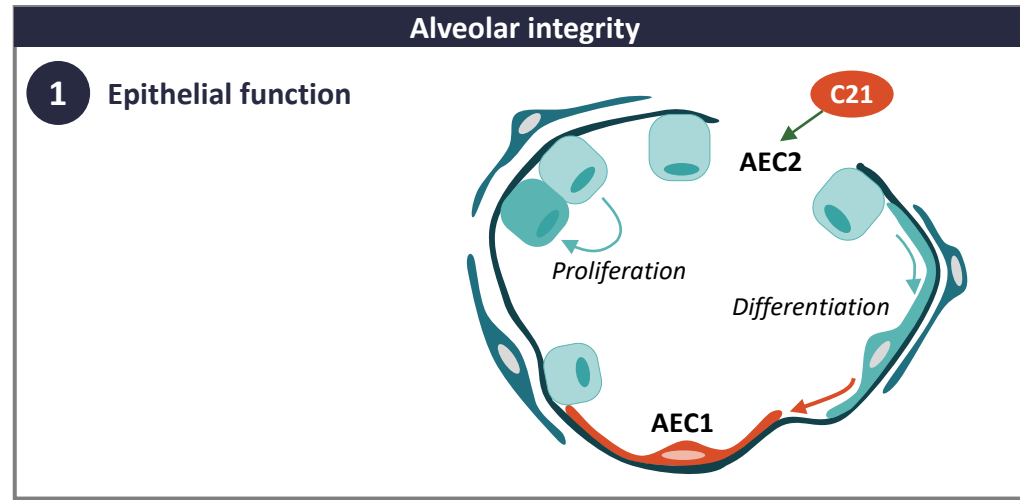 Alveolar integrity
1 Epithelial function
C21
AEC2
Proliferation
Differentiation
AEC1